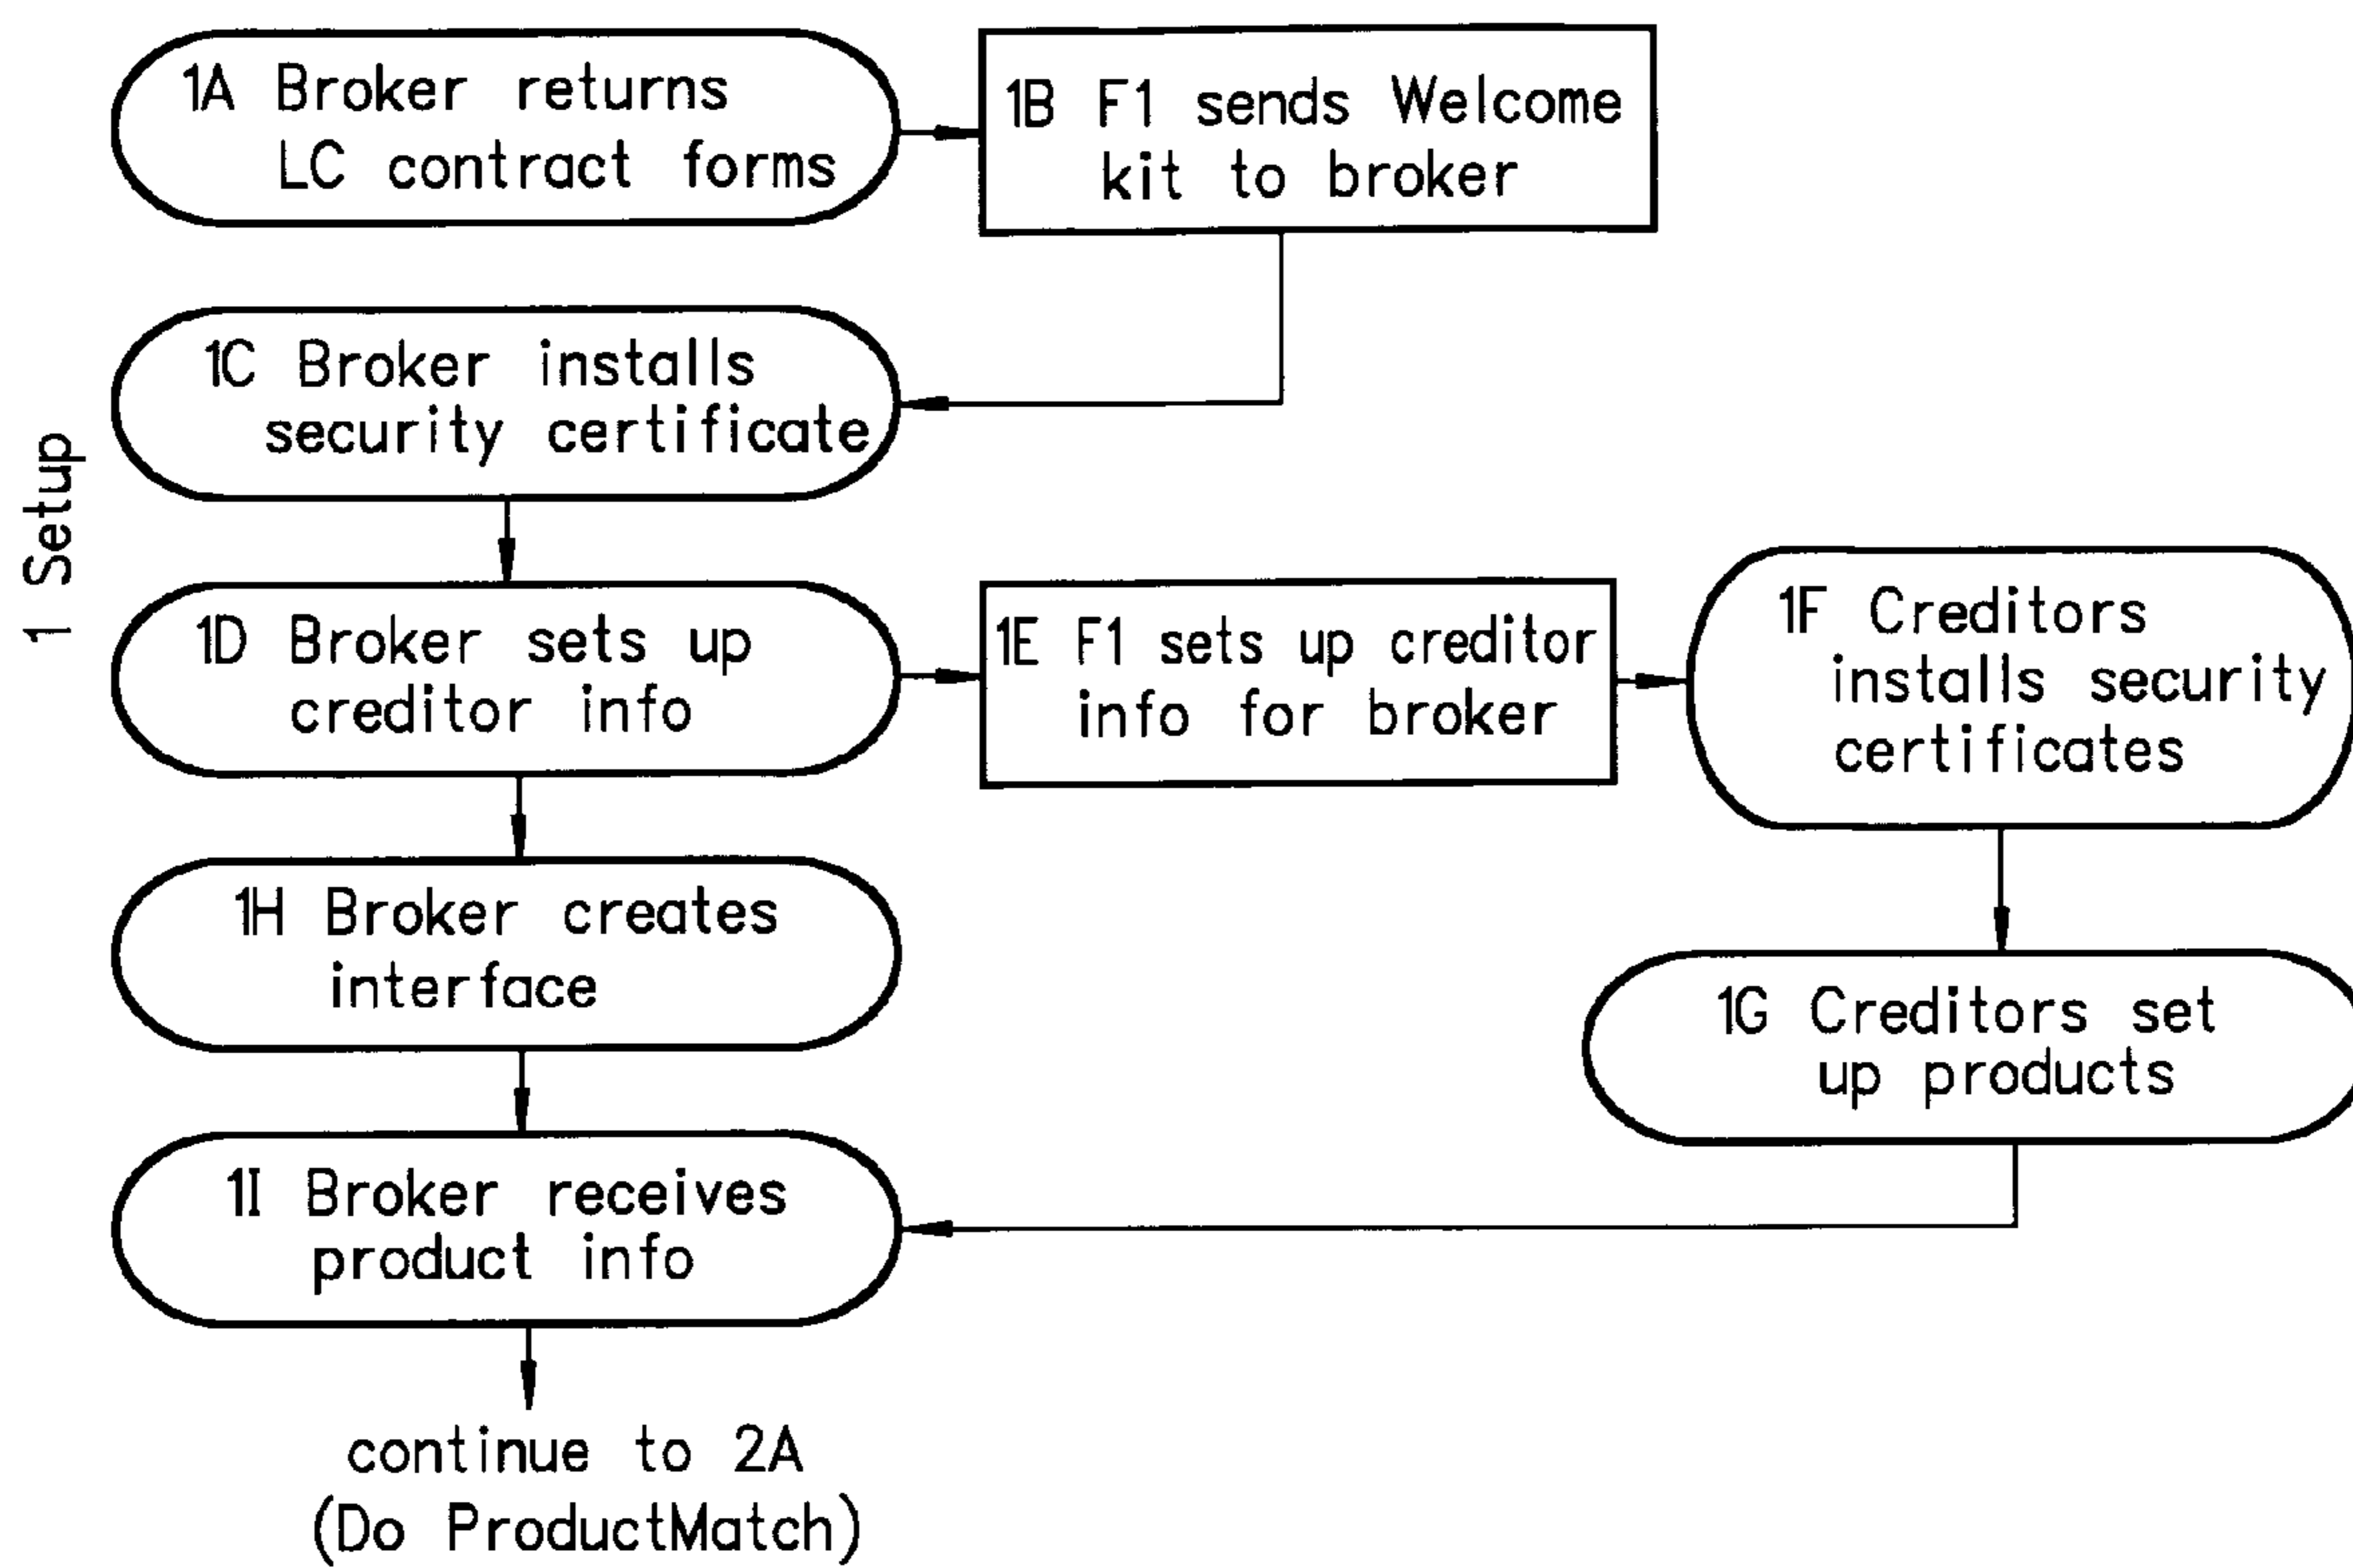 1 Setup
1A Broker returns
LC contract forms
1B F1 sends Welcome
kit to broker
1C Broker installs
security certificate
1D Broker sets up
creditor info
1E F1 sets up creditor
info for broker
1F Creditors
installs security
certificates
1H Broker creates
interface
1G Creditors set
up products
1I Broker receives
product info
continue to 2A
(Do ProductMatch)